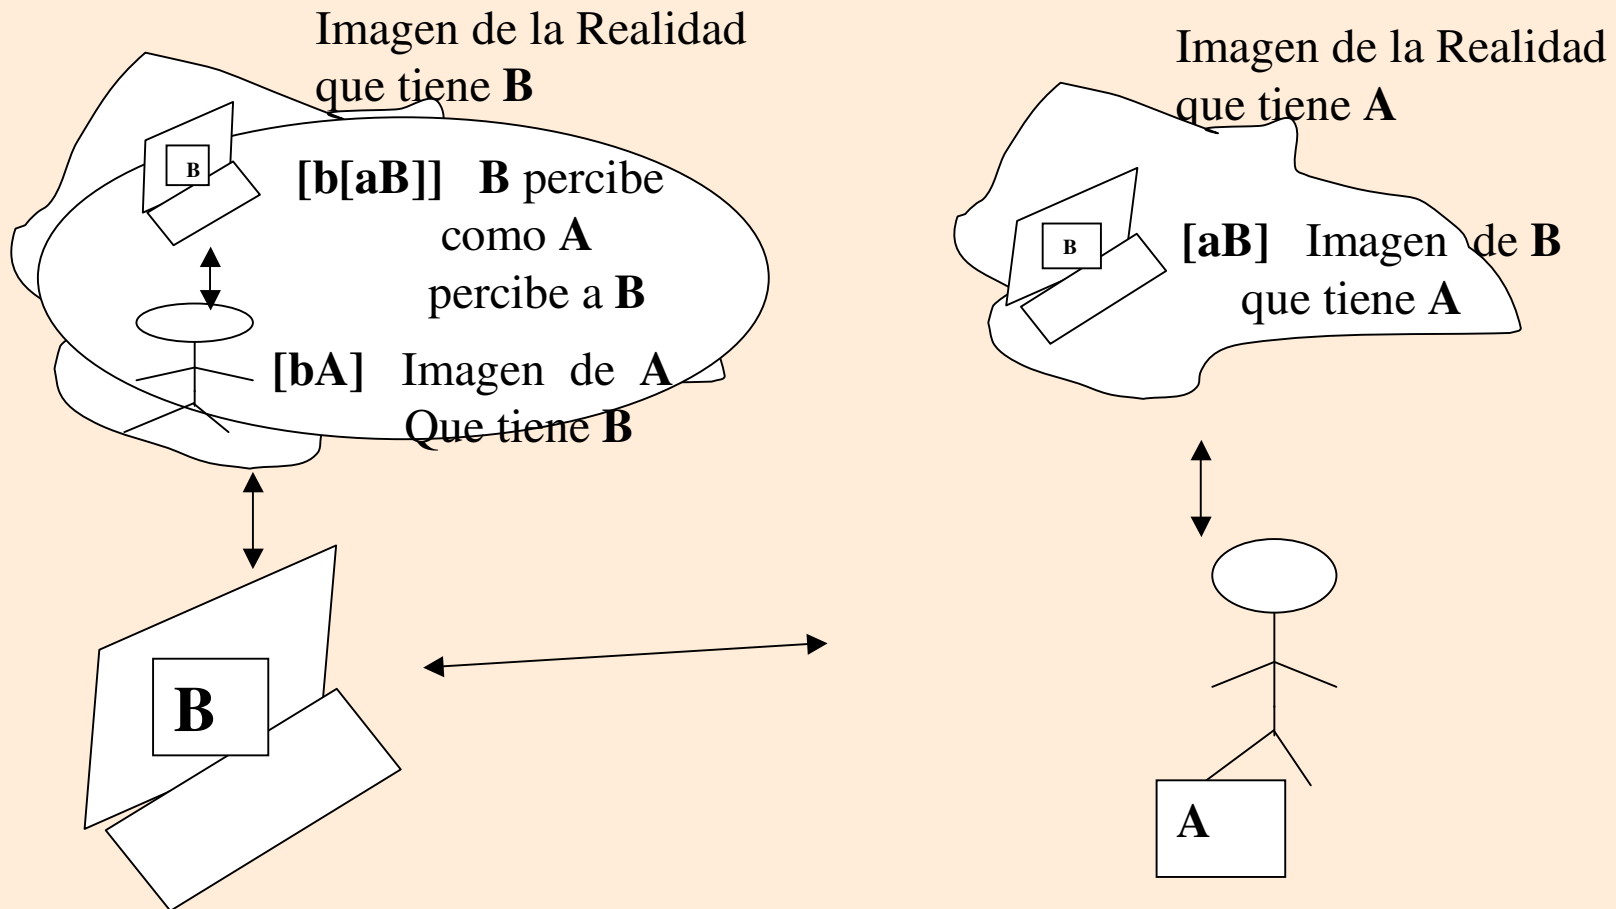 Imagen de la Realidad
que tiene B
B
[b[aB]] B percibe
como A
percibe a B
[bA] Imagen de A
Que tiene B
B
Imagen de la Realidad
que tiene A
B
[aB] Imagen de B
que tiene A
A